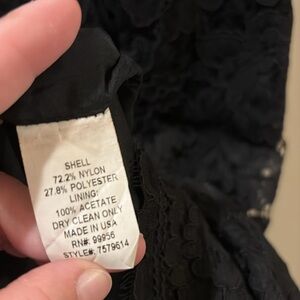 SHELL
72.2% NYLON
27.8% POLYESTER
LINING:
100% ACETATE
DRY CLEAN ONLY
MADE IN USA
RN#: 99956
STYLE#: 7579614